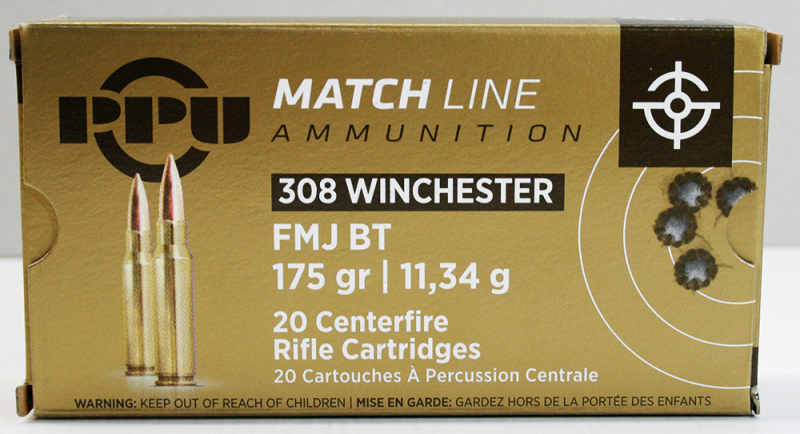 PPU
MATCH LINE
AMMUNITION
308 WINCHESTER
FMJ BT
175 gr | 11,34 g
20 Centerfire
Rifle Cartridges
20 Cartouches À Percussion Centrale
WARNING: KEEP OUT OF REACH OF CHILDREN | MISE EN GARDE: GARDEZ HORS DE LA PORTÉE DES ENFANTS